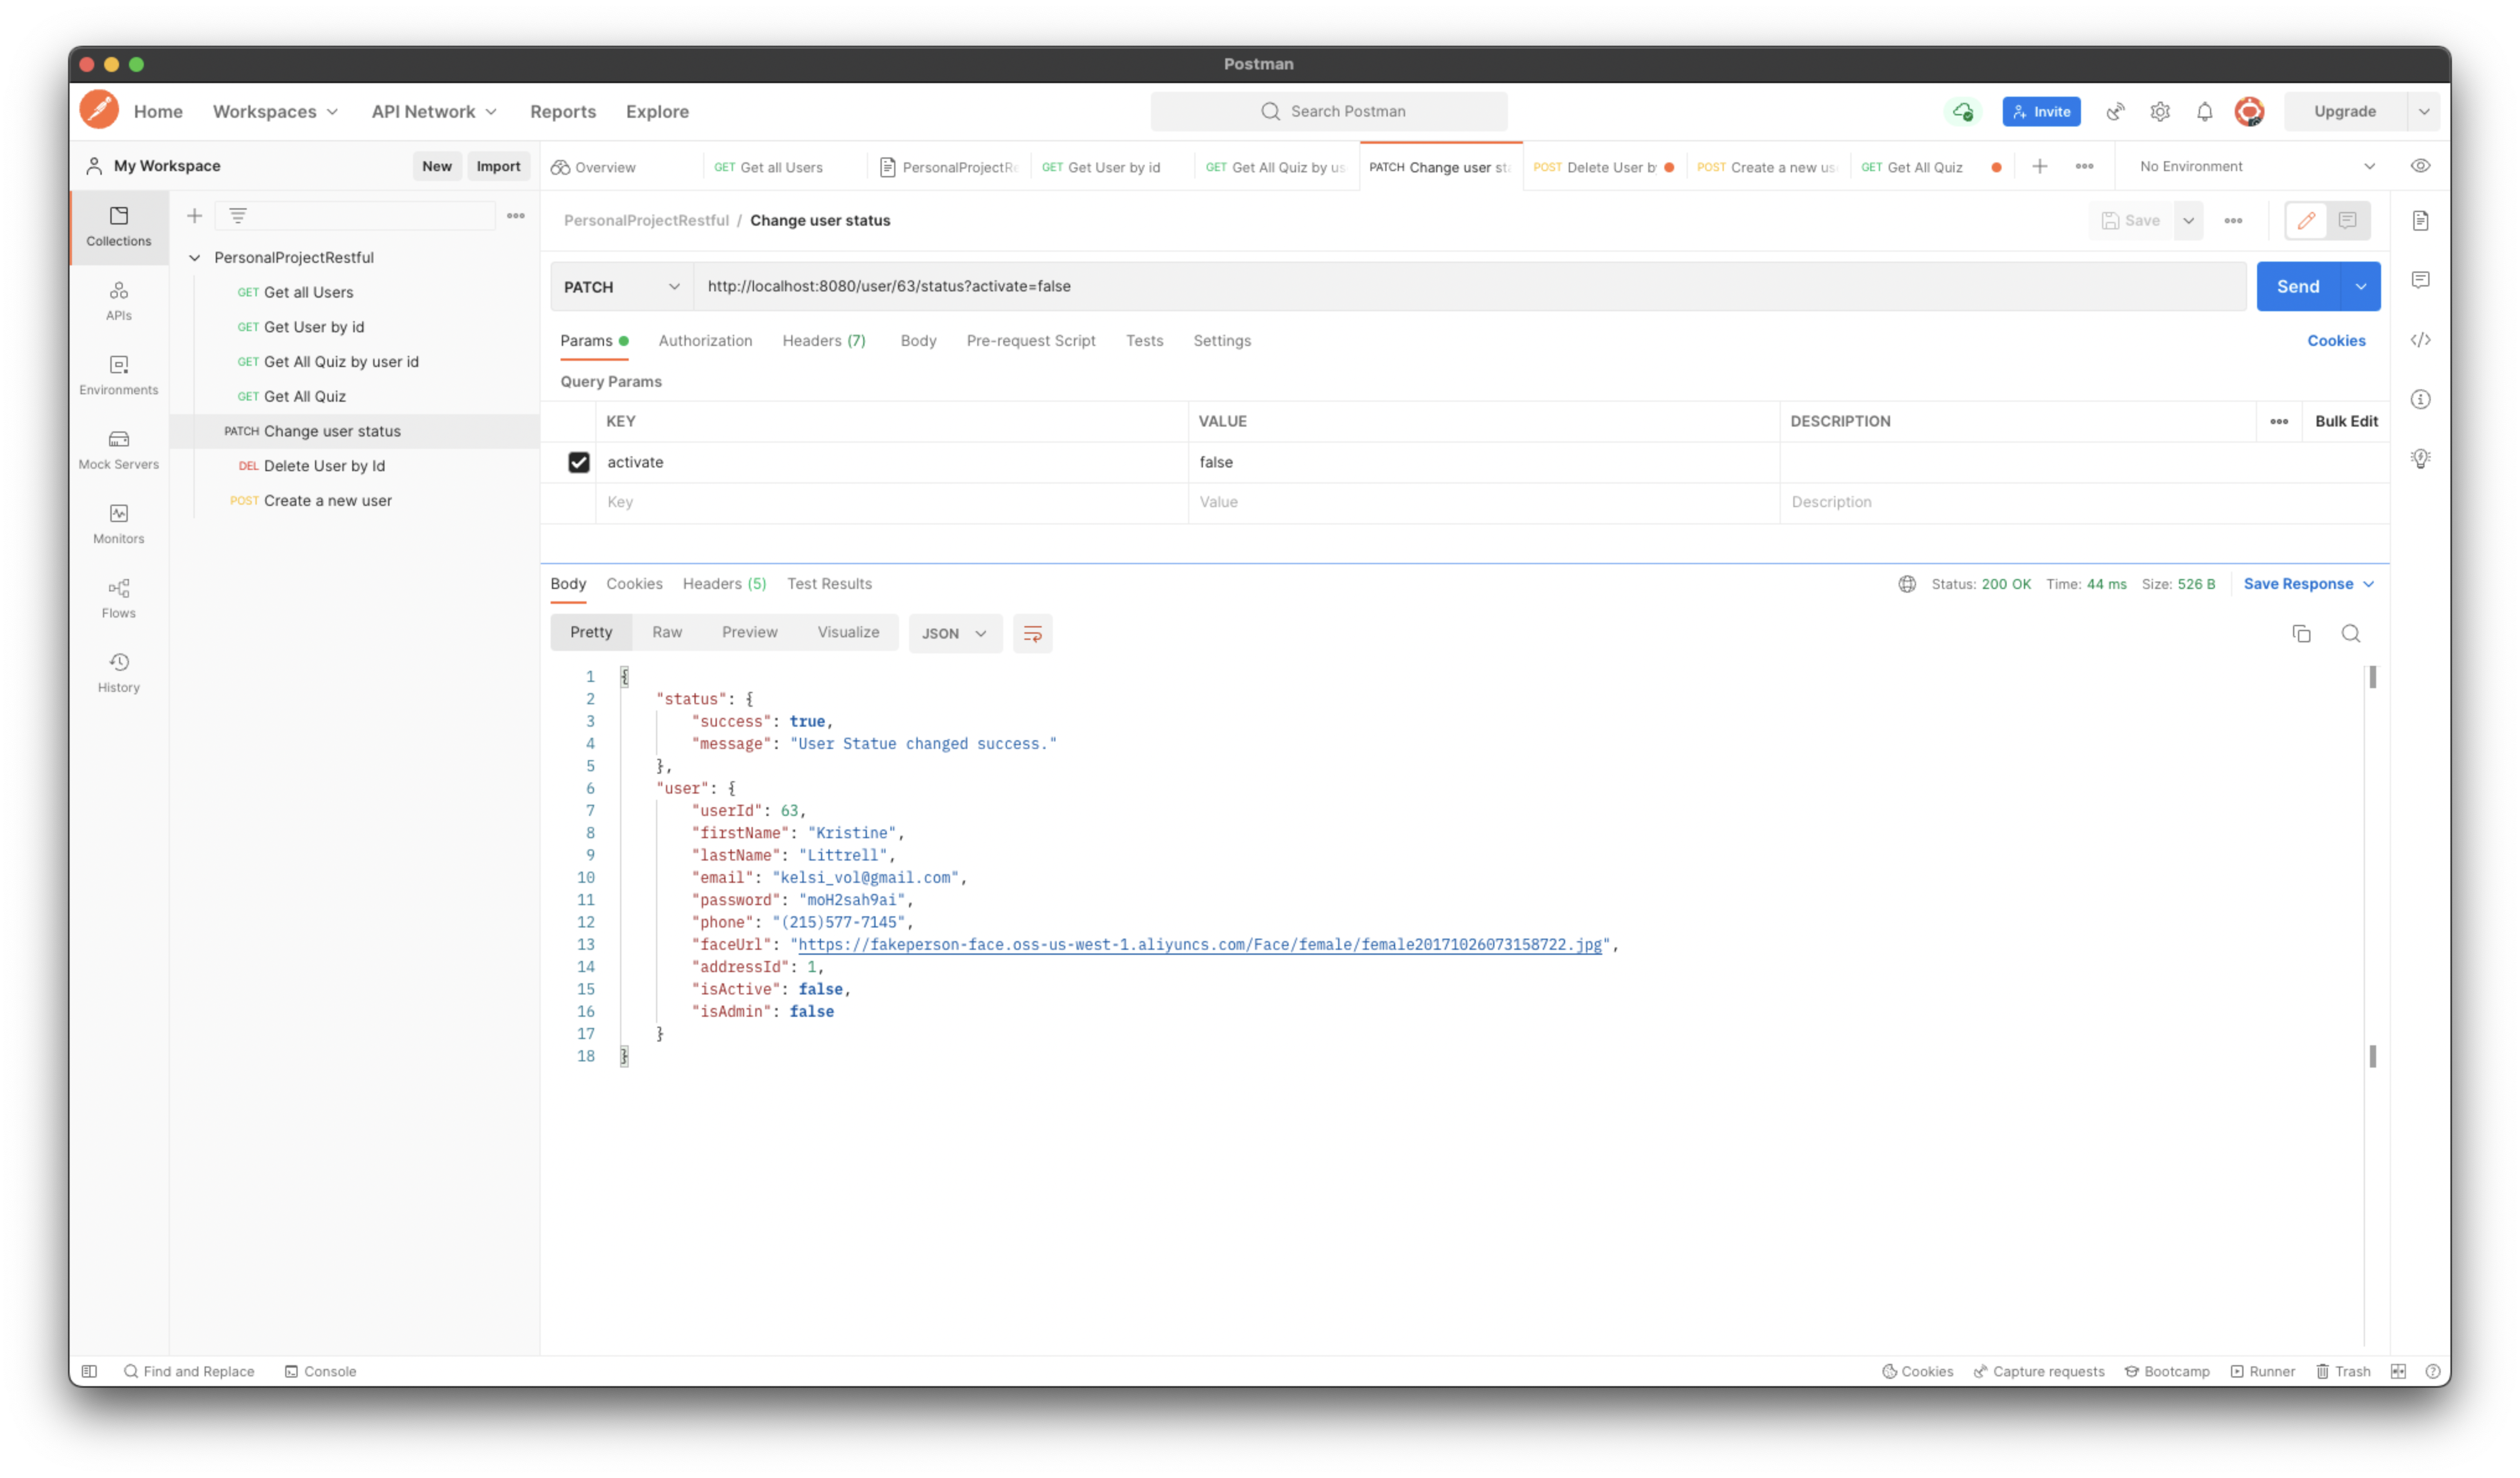 Postman
Home Workspaces API Network Reports Explore Search Postman Invite Upgrade
My Workspace New Import Overview GET Get all Users PersonalProjectRe GET Get User by id GET Get All Quiz by us PATCH Change user sta POST Delete User b POST Create a new us GET Get All Quiz No Environment
Collections
APIs
Environments
Mock Servers
Monitors
Flows
History
PersonalProjectRestful
GET Get all Users
GET Get User by id
GET Get All Quiz by user id
GET Get All Quiz
PATCH Change user status
DEL Delete User by Id
POST Create a new user
PersonalProjectRestful / Change user status Save
PATCH http://localhost:8080/user/63/status?activate=false Send
Params Authorization Headers (7) Body Pre-request Script Tests Settings Cookies
Query Params
KEY VALUE DESCRIPTION Bulk Edit
activate false
Key Value Description
Body Cookies Headers (5) Test Results Status: 200 OK Time: 44 ms Size: 526 B Save Response
Pretty Raw Preview Visualize JSON
1 {
2 "status": {
3 "success": true,
4 "message": "User Statue changed success."
5 },
6 "user": {
7 "userId": 63,
8 "firstName": "Kristine",
9 "lastName": "Littrell",
10 "email": "kelsi_vol@gmail.com",
11 "password": "moH2sah9ai",
12 "phone": "(215)577-7145",
13 "faceUrl": "https://fakeperson-face.oss-us-west-1.aliyuncs.com/Face/female/female20171026073158722.jpg",
14 "addressId": 1,
15 "isActive": false,
16 "isAdmin": false
17 }
18 }
Find and Replace Console Cookies Capture requests Bootcamp Runner Trash